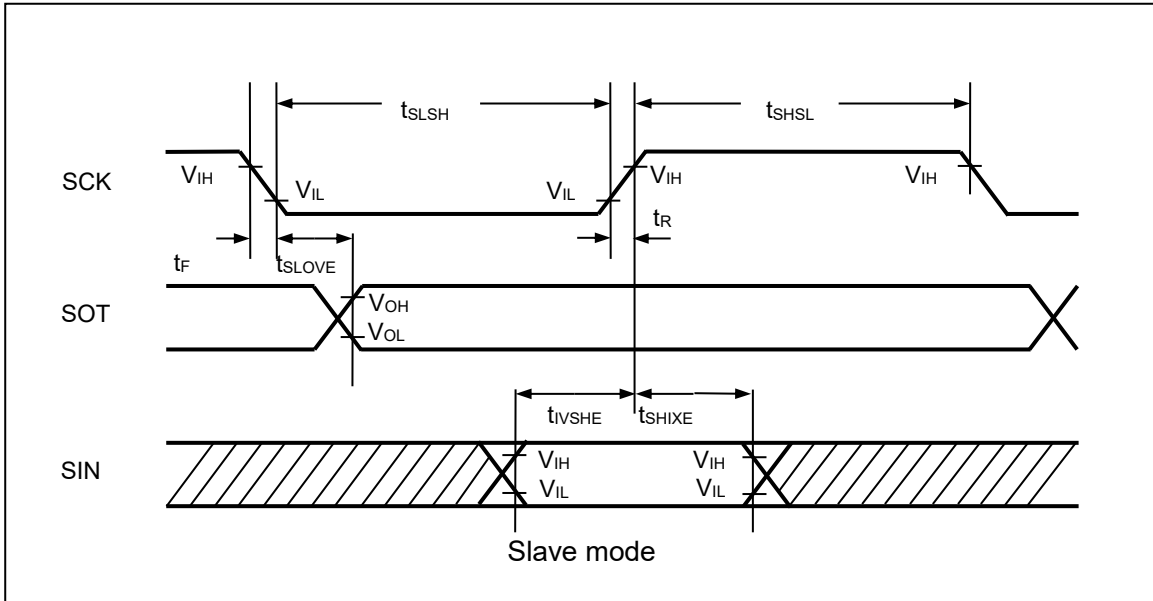 tSLSH tSHSL
SCK VIH VIL VIL VIH VIH
tR
tF tSLOVE
SOT VOH
VOL
tIVSHE tSHIXE
SIN VIH VIH
VIL VIL
Slave mode